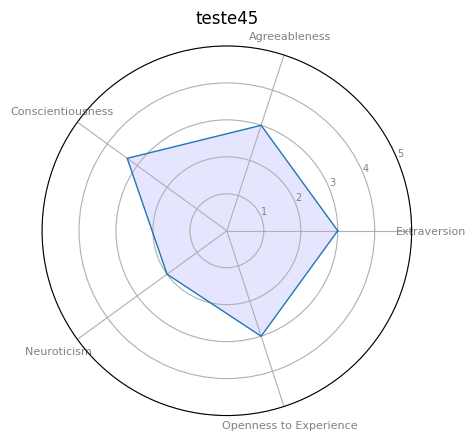 teste45
Agreeableness
Conscientiousness
5
4
3
2
1
Extraversion
Neuroticism
Openness to Experience